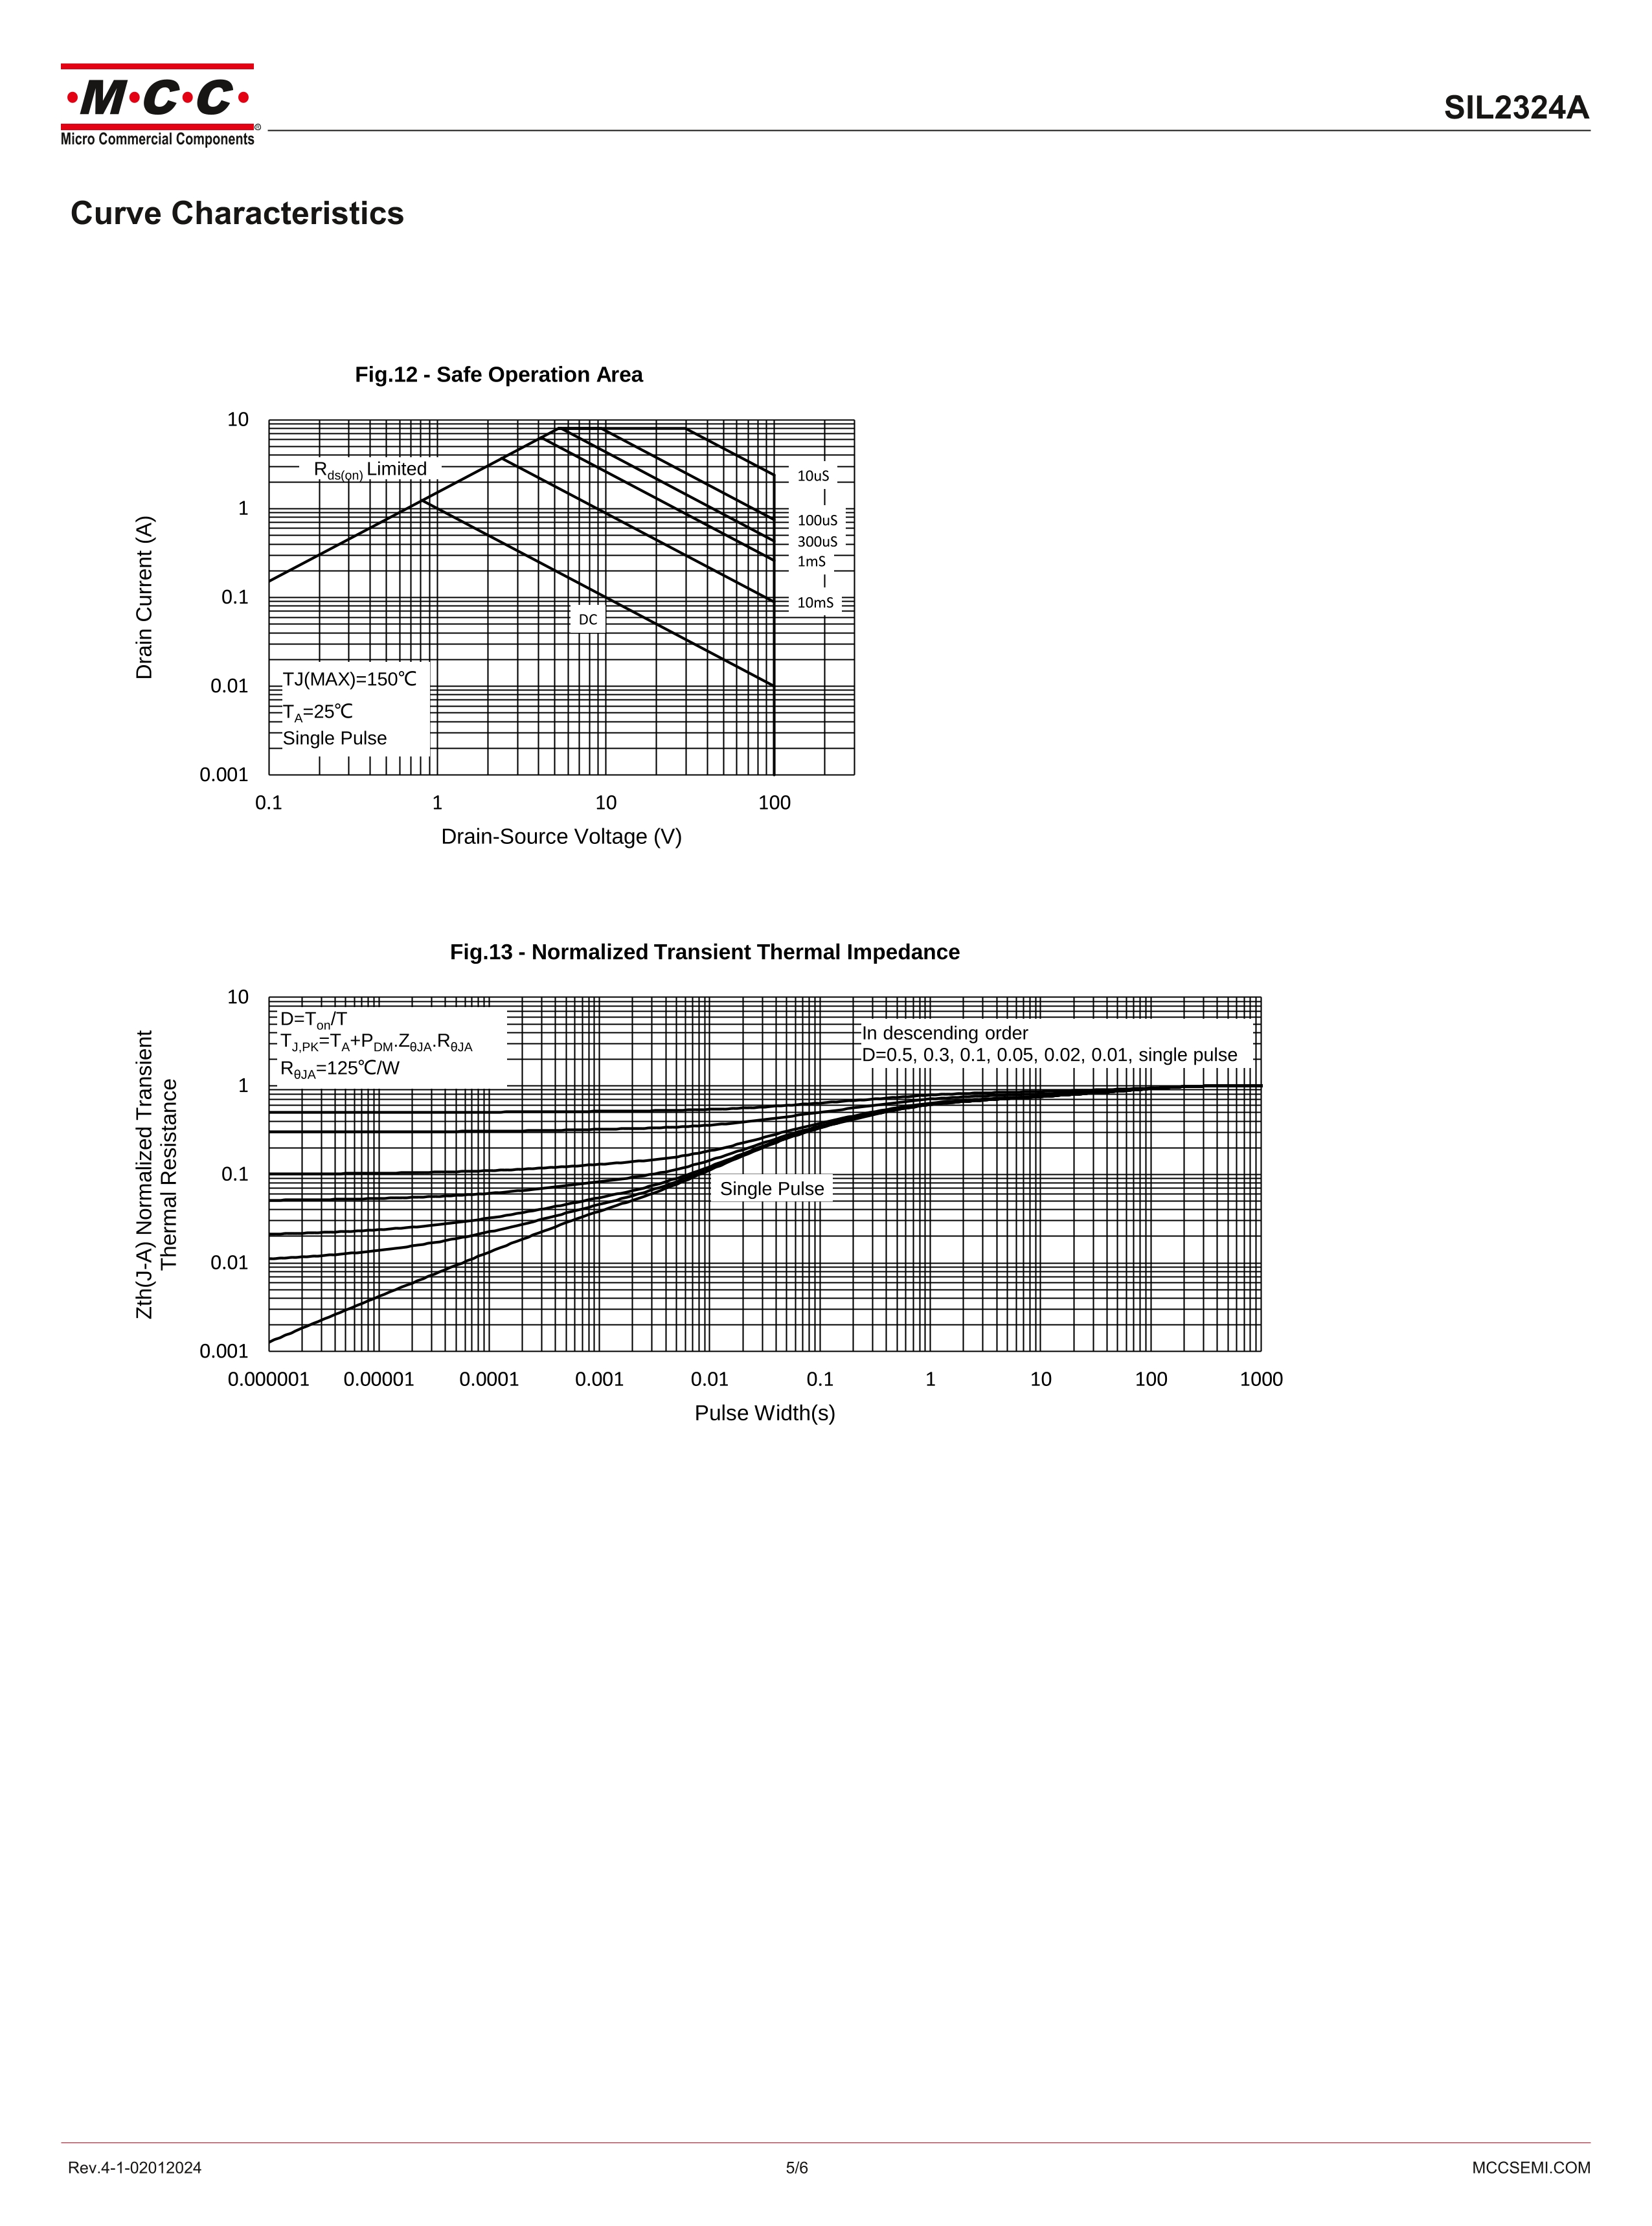 ·M·C·C·
®
Micro Commercial Components
SIL2324A
Curve Characteristics
Fig.12 - Safe Operation Area
10
1
0.1
0.01
0.001
Drain Current (A)
Rds(on) Limited
10uS
|
100uS
300uS
1mS
|
10mS
DC
TJ(MAX)=150℃
TA=25℃
Single Pulse
0.1 1 10 100
Drain-Source Voltage (V)
Fig.13 - Normalized Transient Thermal Impedance
10
1
0.1
0.01
0.001
Zth(J-A) Normalized Transient
Thermal Resistance
D=Ton/T
TJ,PK=TA+PDM.ZθJA.RθJA
RθJA=125℃/W
In descending order
D=0.5, 0.3, 0.1, 0.05, 0.02, 0.01, single pulse
Single Pulse
0.000001 0.00001 0.0001 0.001 0.01 0.1 1 10 100 1000
Pulse Width(s)
Rev.4-1-02012024 5/6 MCCSEMI.COM